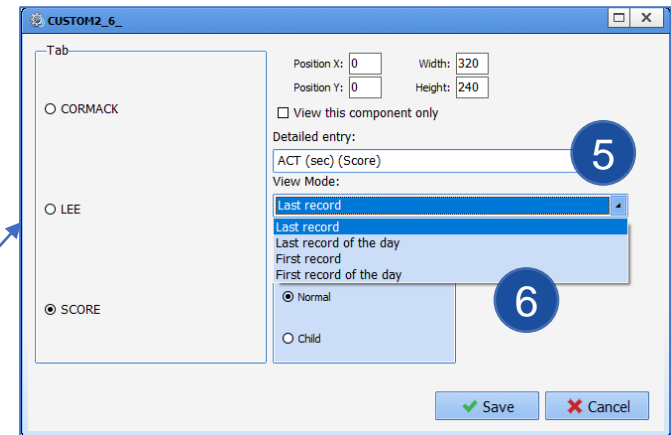 CUSTOM2_6_
Tab
CORMACK
LEE
SCORE
Position X: 0 Width: 320
Position Y: 0 Height: 240
View this component only
Detailed entry:
ACT (sec) (Score)
5
View Mode:
Last record
Last record
Last record of the day
First record
First record of the day
6
Normal
Child
Save Cancel